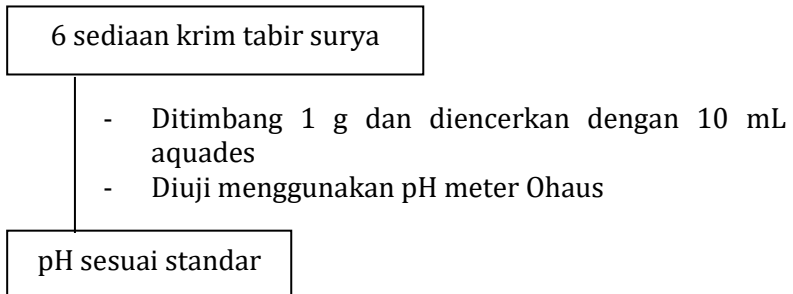 6 sediaan krim tabir surya
- Ditimbang 1 g dan diencerkan dengan 10 mL
aquades
- Diuji menggunakan pH meter Ohaus
pH sesuai standar